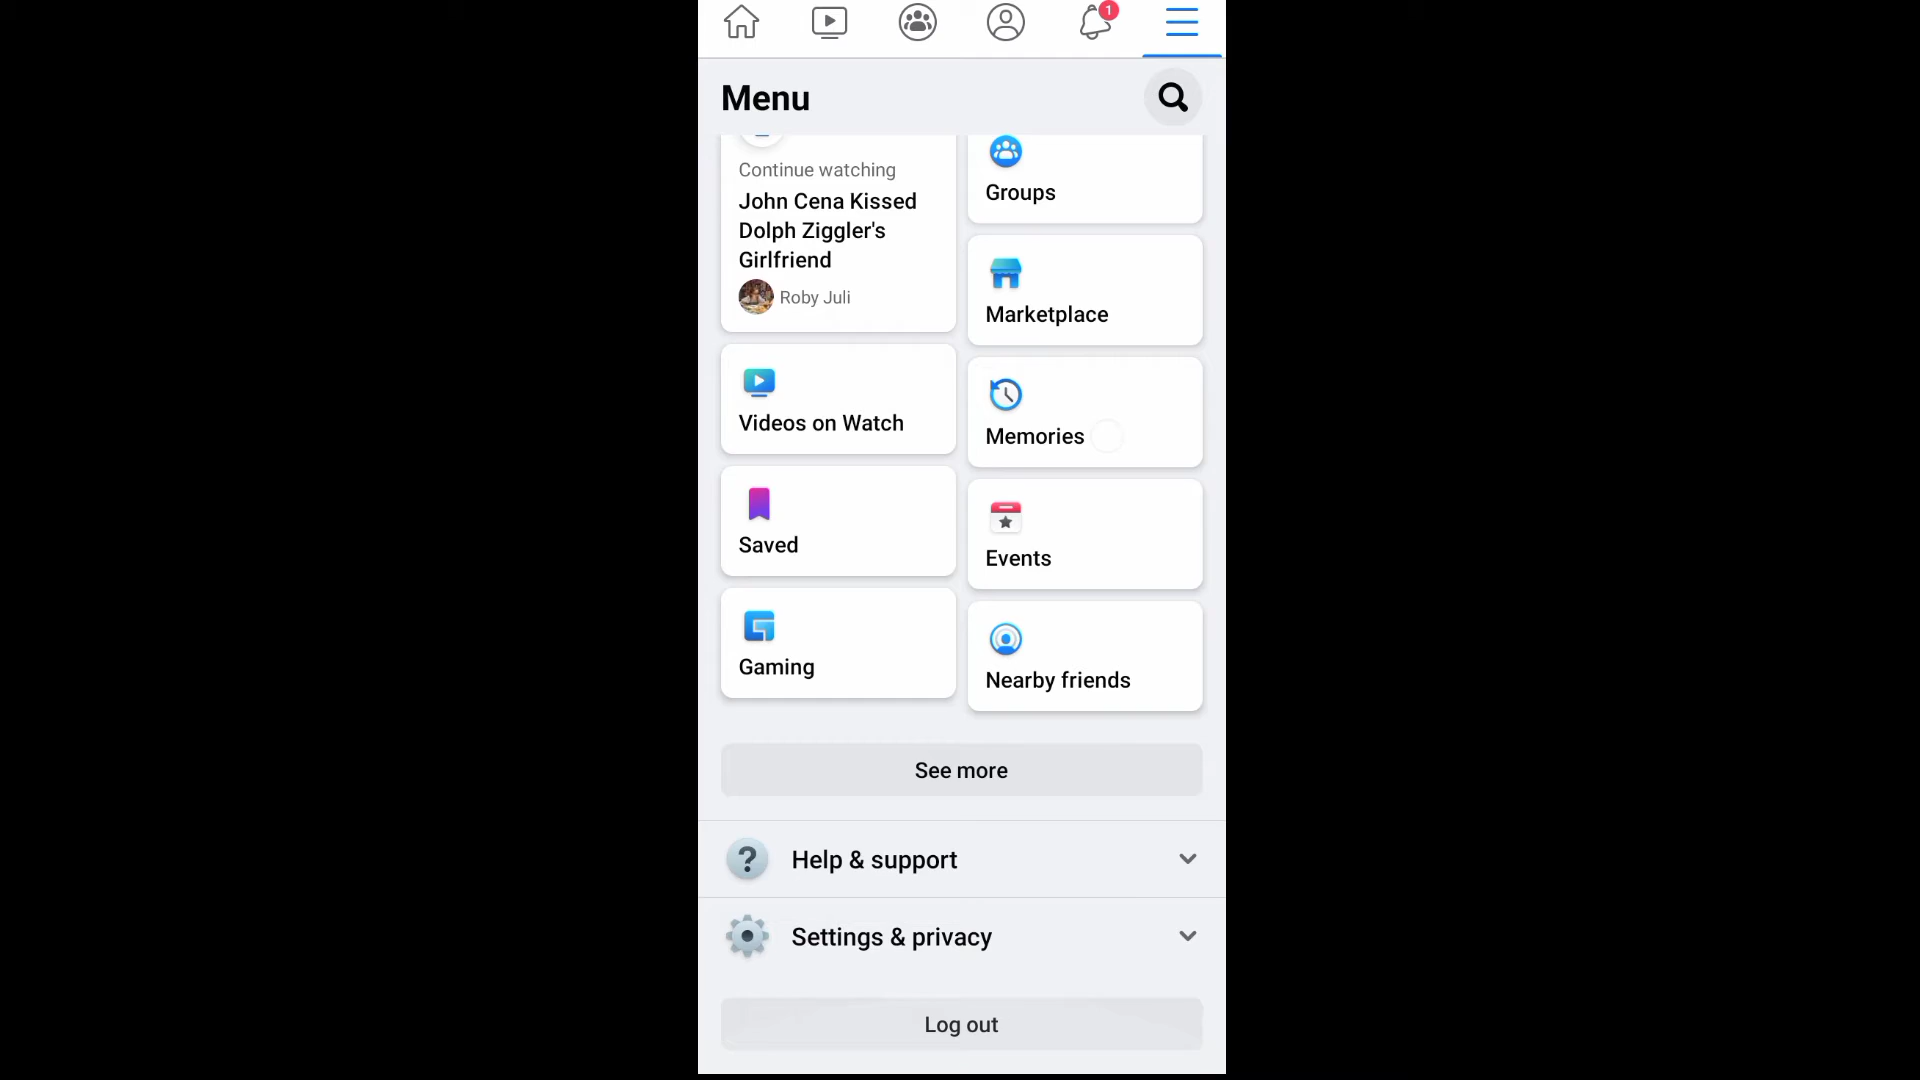 1
Menu
Continue watching
John Cena Kissed
Dolph Ziggler's
Girlfriend
Roby Juli
Groups
Marketplace
Videos on Watch
Memories
Saved
Events
Gaming
Nearby friends
See more
Help & support
Settings & privacy
Log out